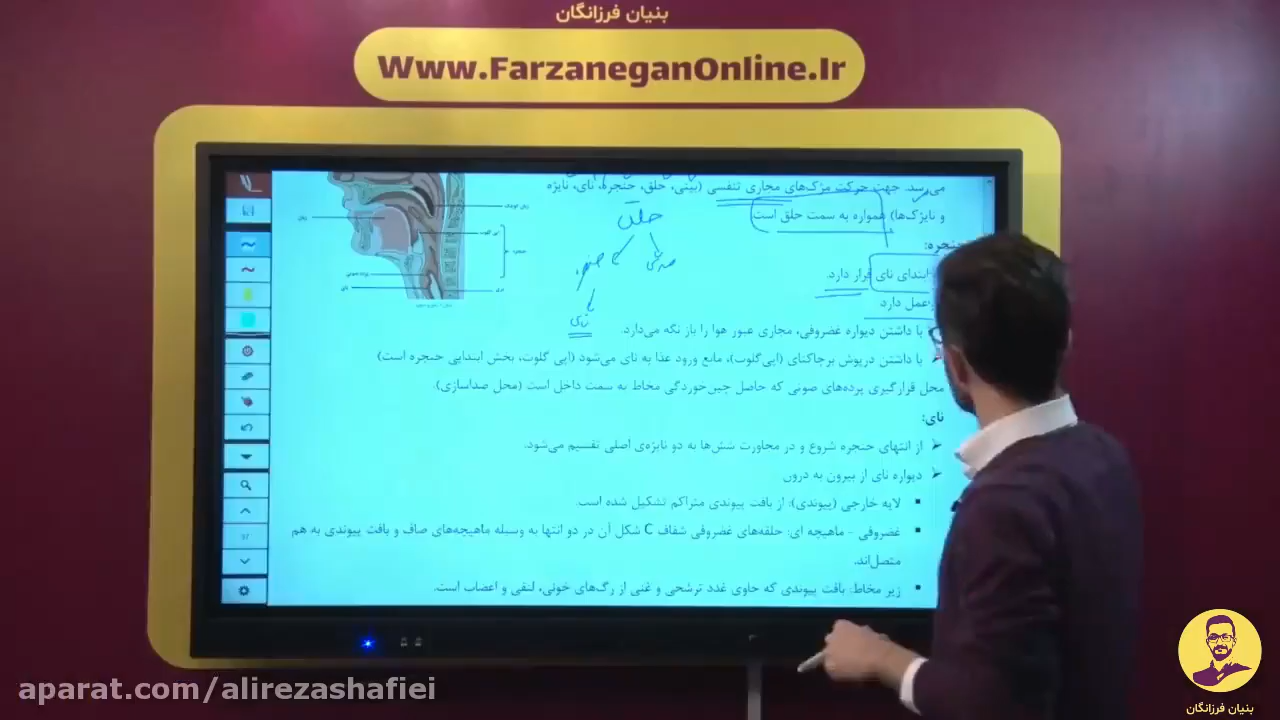 بنیان فرزانگان
Www.FarzaneganOnline.Ir
می‌رسد. جهت حرکت مژک‌های مجاری تنفسی (بینی، حلق، حنجره، نای، نایژه
و نایژک‌ها) همواره به سمت حلق است
حلق
مری
نای
حنجره:
ابتدای نای قرار دارد.
عمل دارد.
با داشتن دیواره غضروفی، مجاری عبور هوا را باز نگه می‌دارد.
با داشتن درپوش برچاکنای (اپی‌گلوت)، مانع ورود غذا به نای می‌شود (اپی گلوت، بخش ابتدایی حنجره است)
محل قرارگیری پرده‌های صوتی که حاصل چین‌خوردگی مخاط به سمت داخل است (محل صداسازی).
نای:
از انتهای حنجره شروع و در مجاورت شش‌ها به دو نایژه‌ی اصلی تقسیم می‌شود.
دیواره نای از بیرون به درون
لایه خارجی (پیوندی): از بافت پیوندی متراکم تشکیل شده است.
غضروفی - ماهیچه ای: حلقه‌های غضروفی شفاف C شکل آن در دو انتها به وسیله ماهیچه‌های صاف و بافت پیوندی به هم
متصل‌اند.
زیر مخاط: بافت پیوندی که حاوی غدد ترشحی و غنی از رگ‌های خونی، لنفی و اعصاب است.
aparat.com/alirezashafiei
بنیان فرزانگان